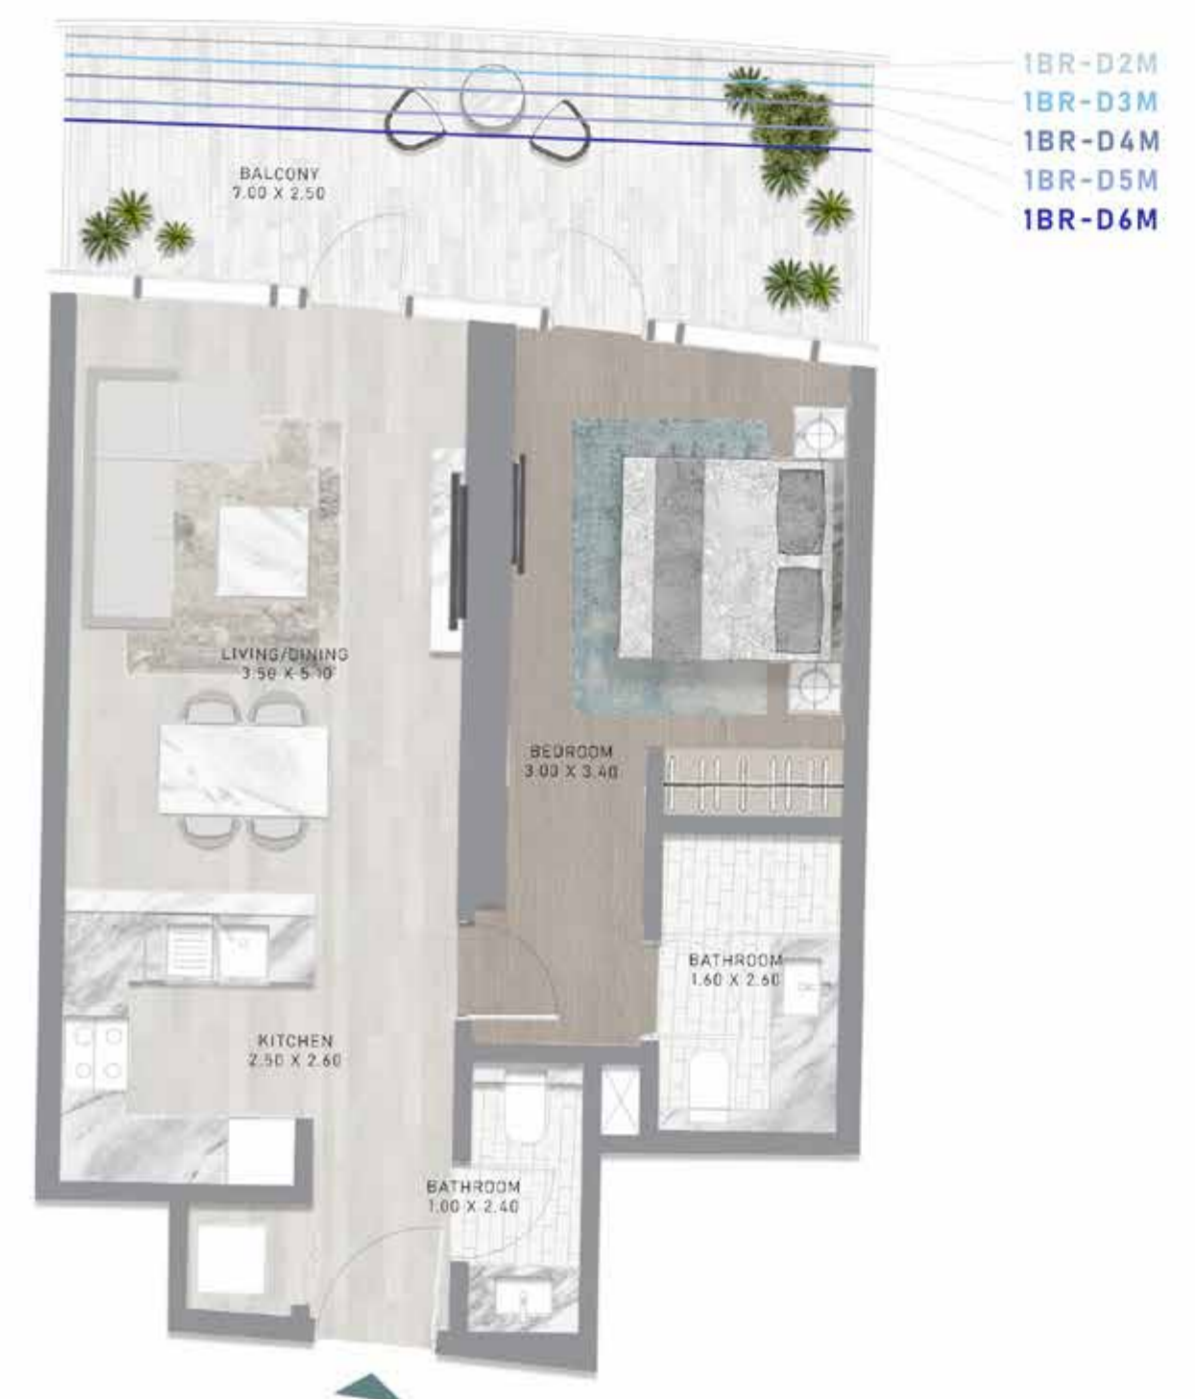 1BR-D2M
1BR-D3M
1BR-D4M
1BR-D5M
1BR-D6M
BALCONY
7.00 X 2.50
LIVING/DINING
3.50 X 5.10
BEDROOM
3.00 X 3.40
BATHROOM
1.60 X 2.60
KITCHEN
2.50 X 2.60
BATHROOM
1.00 X 2.40